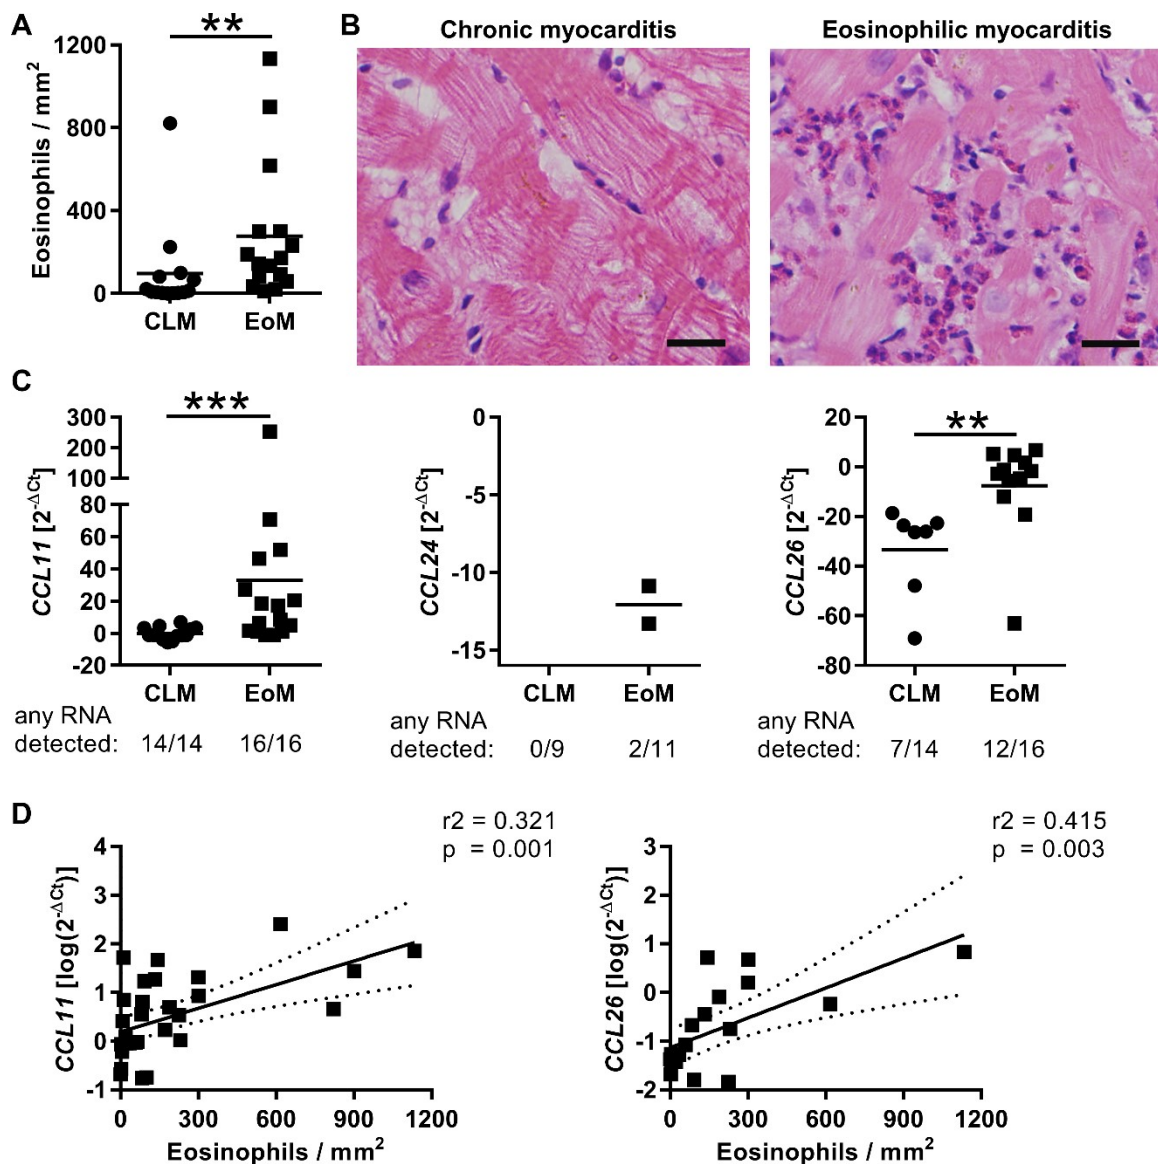 A
**
Eosinophils / mm2
1200
800
400
0
CLM EoM
B
Chronic myocarditis
Eosinophilic myocarditis
C
***
CCL11 [2-ΔCt]
300
200
100
80
60
40
20
0
-20
CLM EoM
any RNA
detected: 14/14 16/16
CCL24 [2-ΔCt]
0
-5
-10
-15
CLM EoM
any RNA
detected: 0/9 2/11
**
CCL26 [2-ΔCt]
20
0
-20
-40
-60
-80
CLM EoM
any RNA
detected: 7/14 12/16
D
r2 = 0.321
p = 0.001
CCL11 [log(2-ΔCt)]
4
3
2
1
0
-1
0 300 600 900 1200
Eosinophils / mm2
r2 = 0.415
p = 0.003
CCL26 [log(2-ΔCt)]
3
2
1
0
-1
-2
0 300 600 900 1200
Eosinophils / mm2